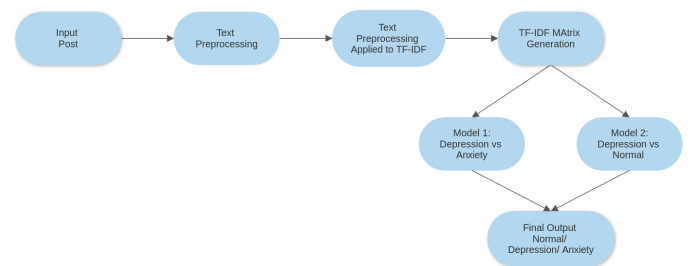 Input
Post
Text
Preprocessing
Text
Preprocessing
Applied to TF-IDF
TF-IDF MAtrix
Generation
Model 1:
Depression vs
Anxiety
Model 2:
Depression vs
Normal
Final Output
Normal/
Depression/ Anxiety